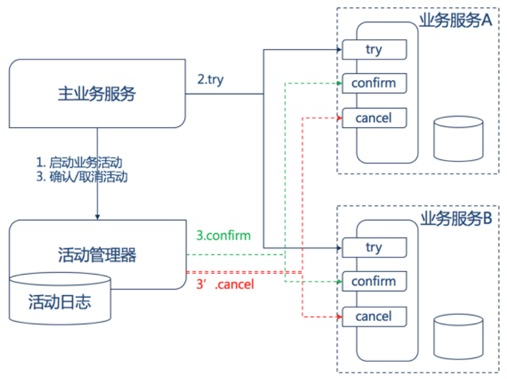 业务服务A
try
confirm
cancel
主业务服务
2.try
1. 启动业务活动
3. 确认/取消活动
活动管理器
活动日志
3.confirm
3’.cancel
业务服务B
try
confirm
cancel